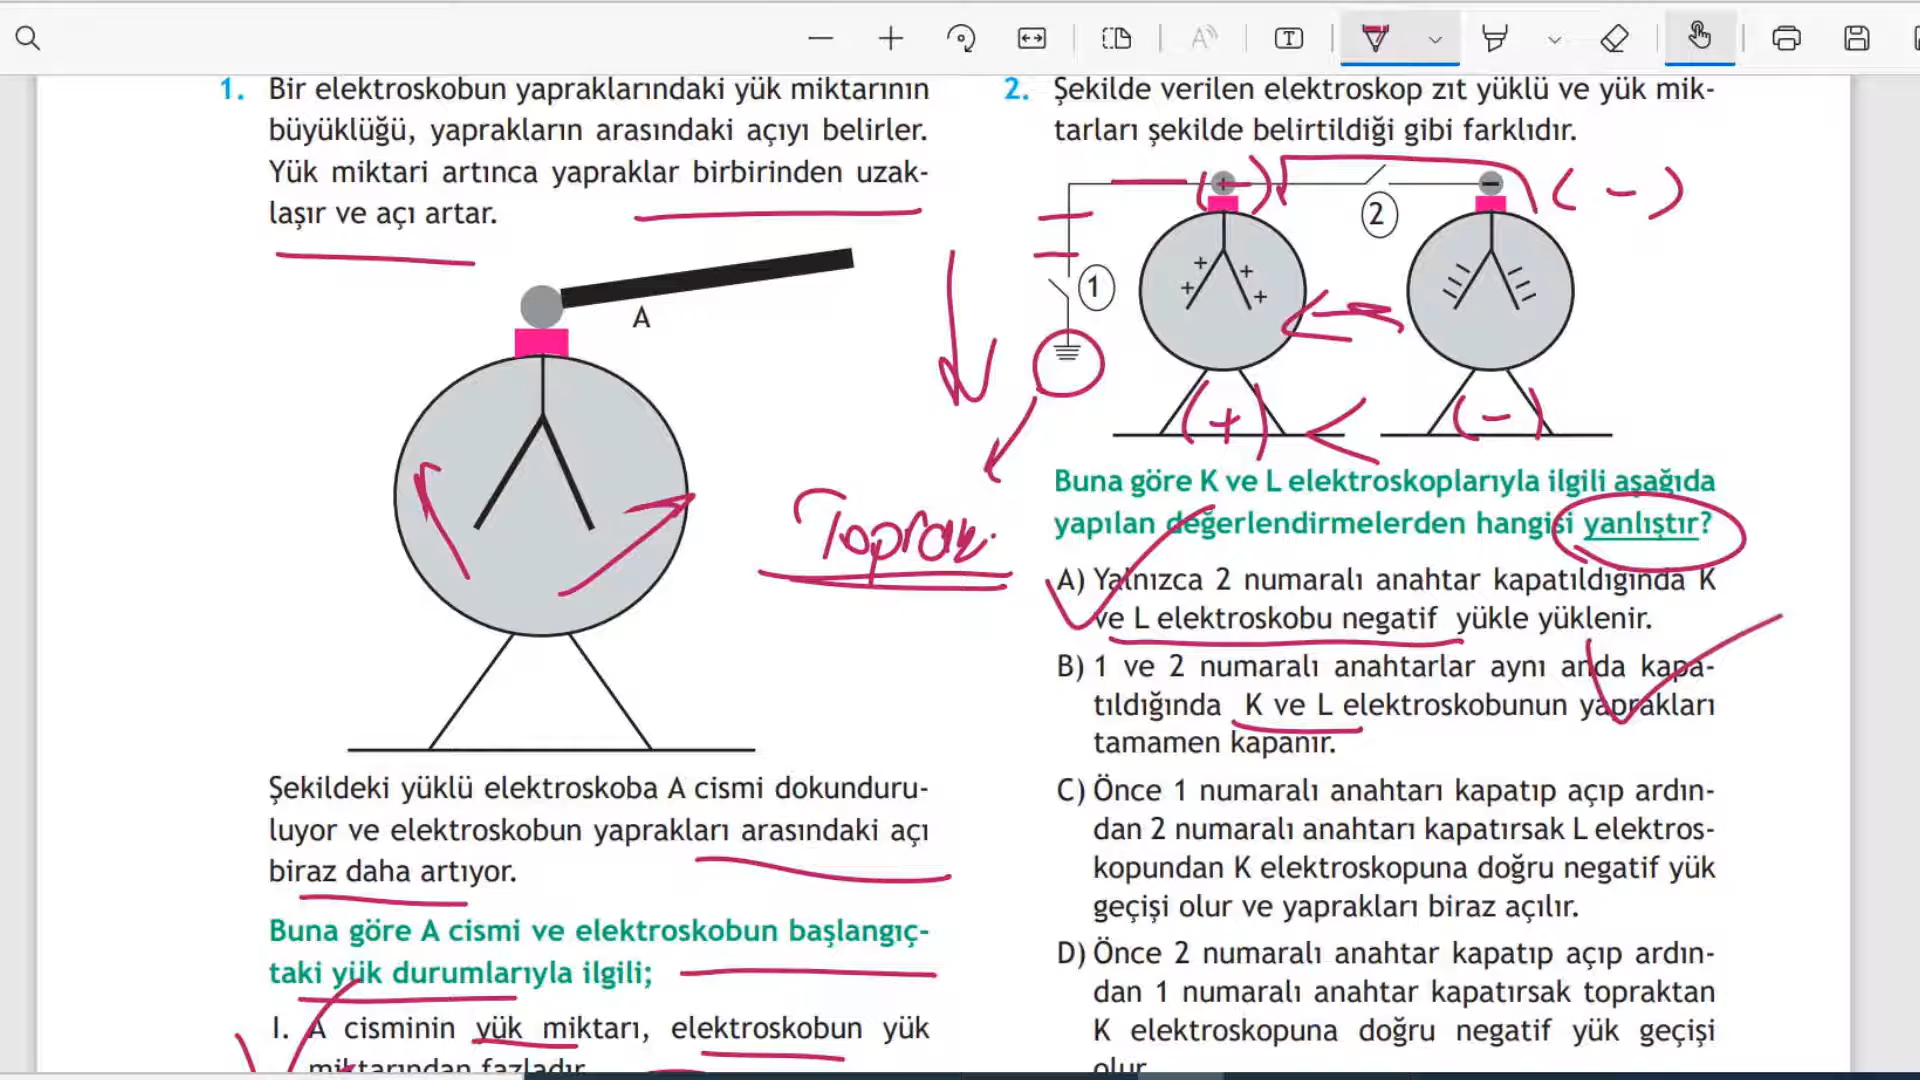 1. Bir elektroskobun yapraklarındaki yük miktarının
büyüklüğü, yaprakların arasındaki açıyı belirler.
Yük miktari artınca yapraklar birbirinden uzak-
laşır ve açı artar.
A
Toprak
Şekildeki yüklü elektroskoba A cismi dokunduru-
luyor ve elektroskobun yaprakları arasındaki açı
biraz daha artıyor.
Buna göre A cismi ve elektroskobun başlangıç-
taki yük durumlarıyla ilgili;
I. A cisminin yük miktarı, elektroskobun yük
miktarından fazladır.
2. Şekilde verilen elektroskop zıt yüklü ve yük mik-
tarları şekilde belirtildiği gibi farklıdır.
(-) (-)
+ −
2
1
+ + + +
(+) (-)
Buna göre K ve L elektroskoplarıyla ilgili aşağıda
yapılan değerlendirmelerden hangisi yanlıştır?
A) Yalnızca 2 numaralı anahtar kapatıldığında K
ve L elektroskobu negatif yükle yüklenir.
B) 1 ve 2 numaralı anahtarlar aynı anda kapa-
tıldığında K ve L elektroskobunun yaprakları
tamamen kapanır.
C) Önce 1 numaralı anahtarı kapatıp açıp ardın-
dan 2 numaralı anahtarı kapatırsak L elektros-
kopundan K elektroskopuna doğru negatif yük
geçişi olur ve yaprakları biraz açılır.
D) Önce 2 numaralı anahtar kapatıp açıp ardın-
dan 1 numaralı anahtar kapatırsak topraktan
K elektroskopuna doğru negatif yük geçişi
olur